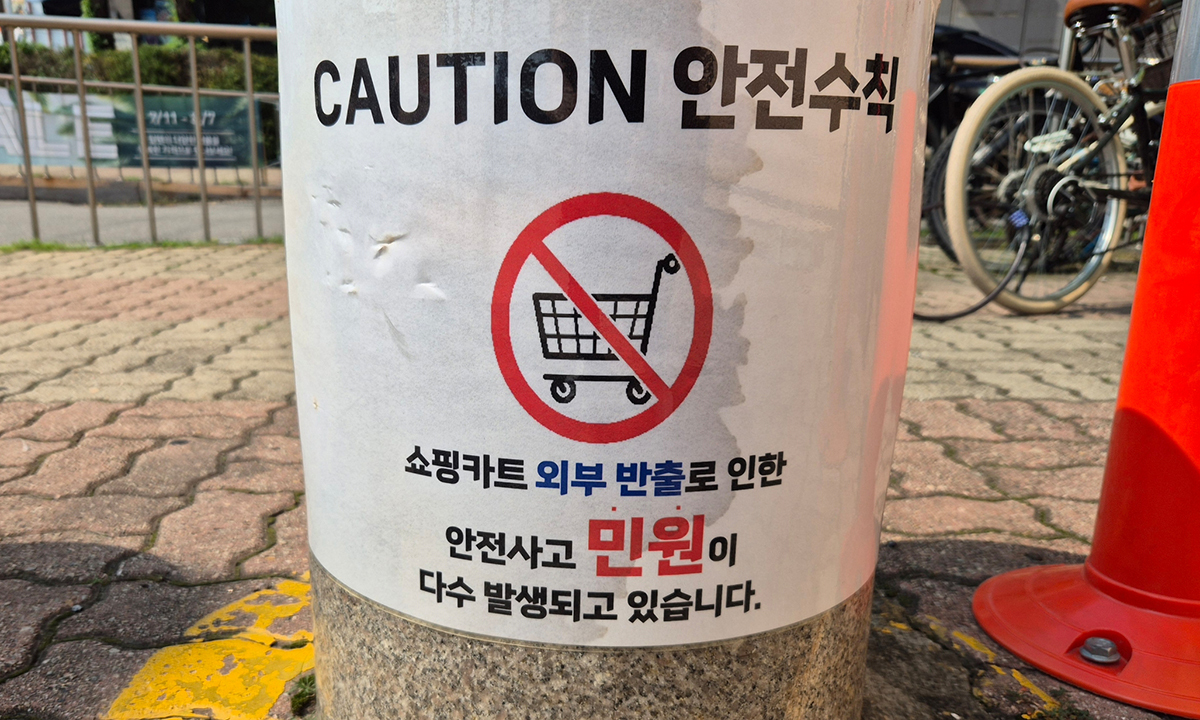 CAUTION 안전수칙
쇼핑카트 외부 반출로 인한
안전사고 민원이
다수 발생되고 있습니다.
ALE